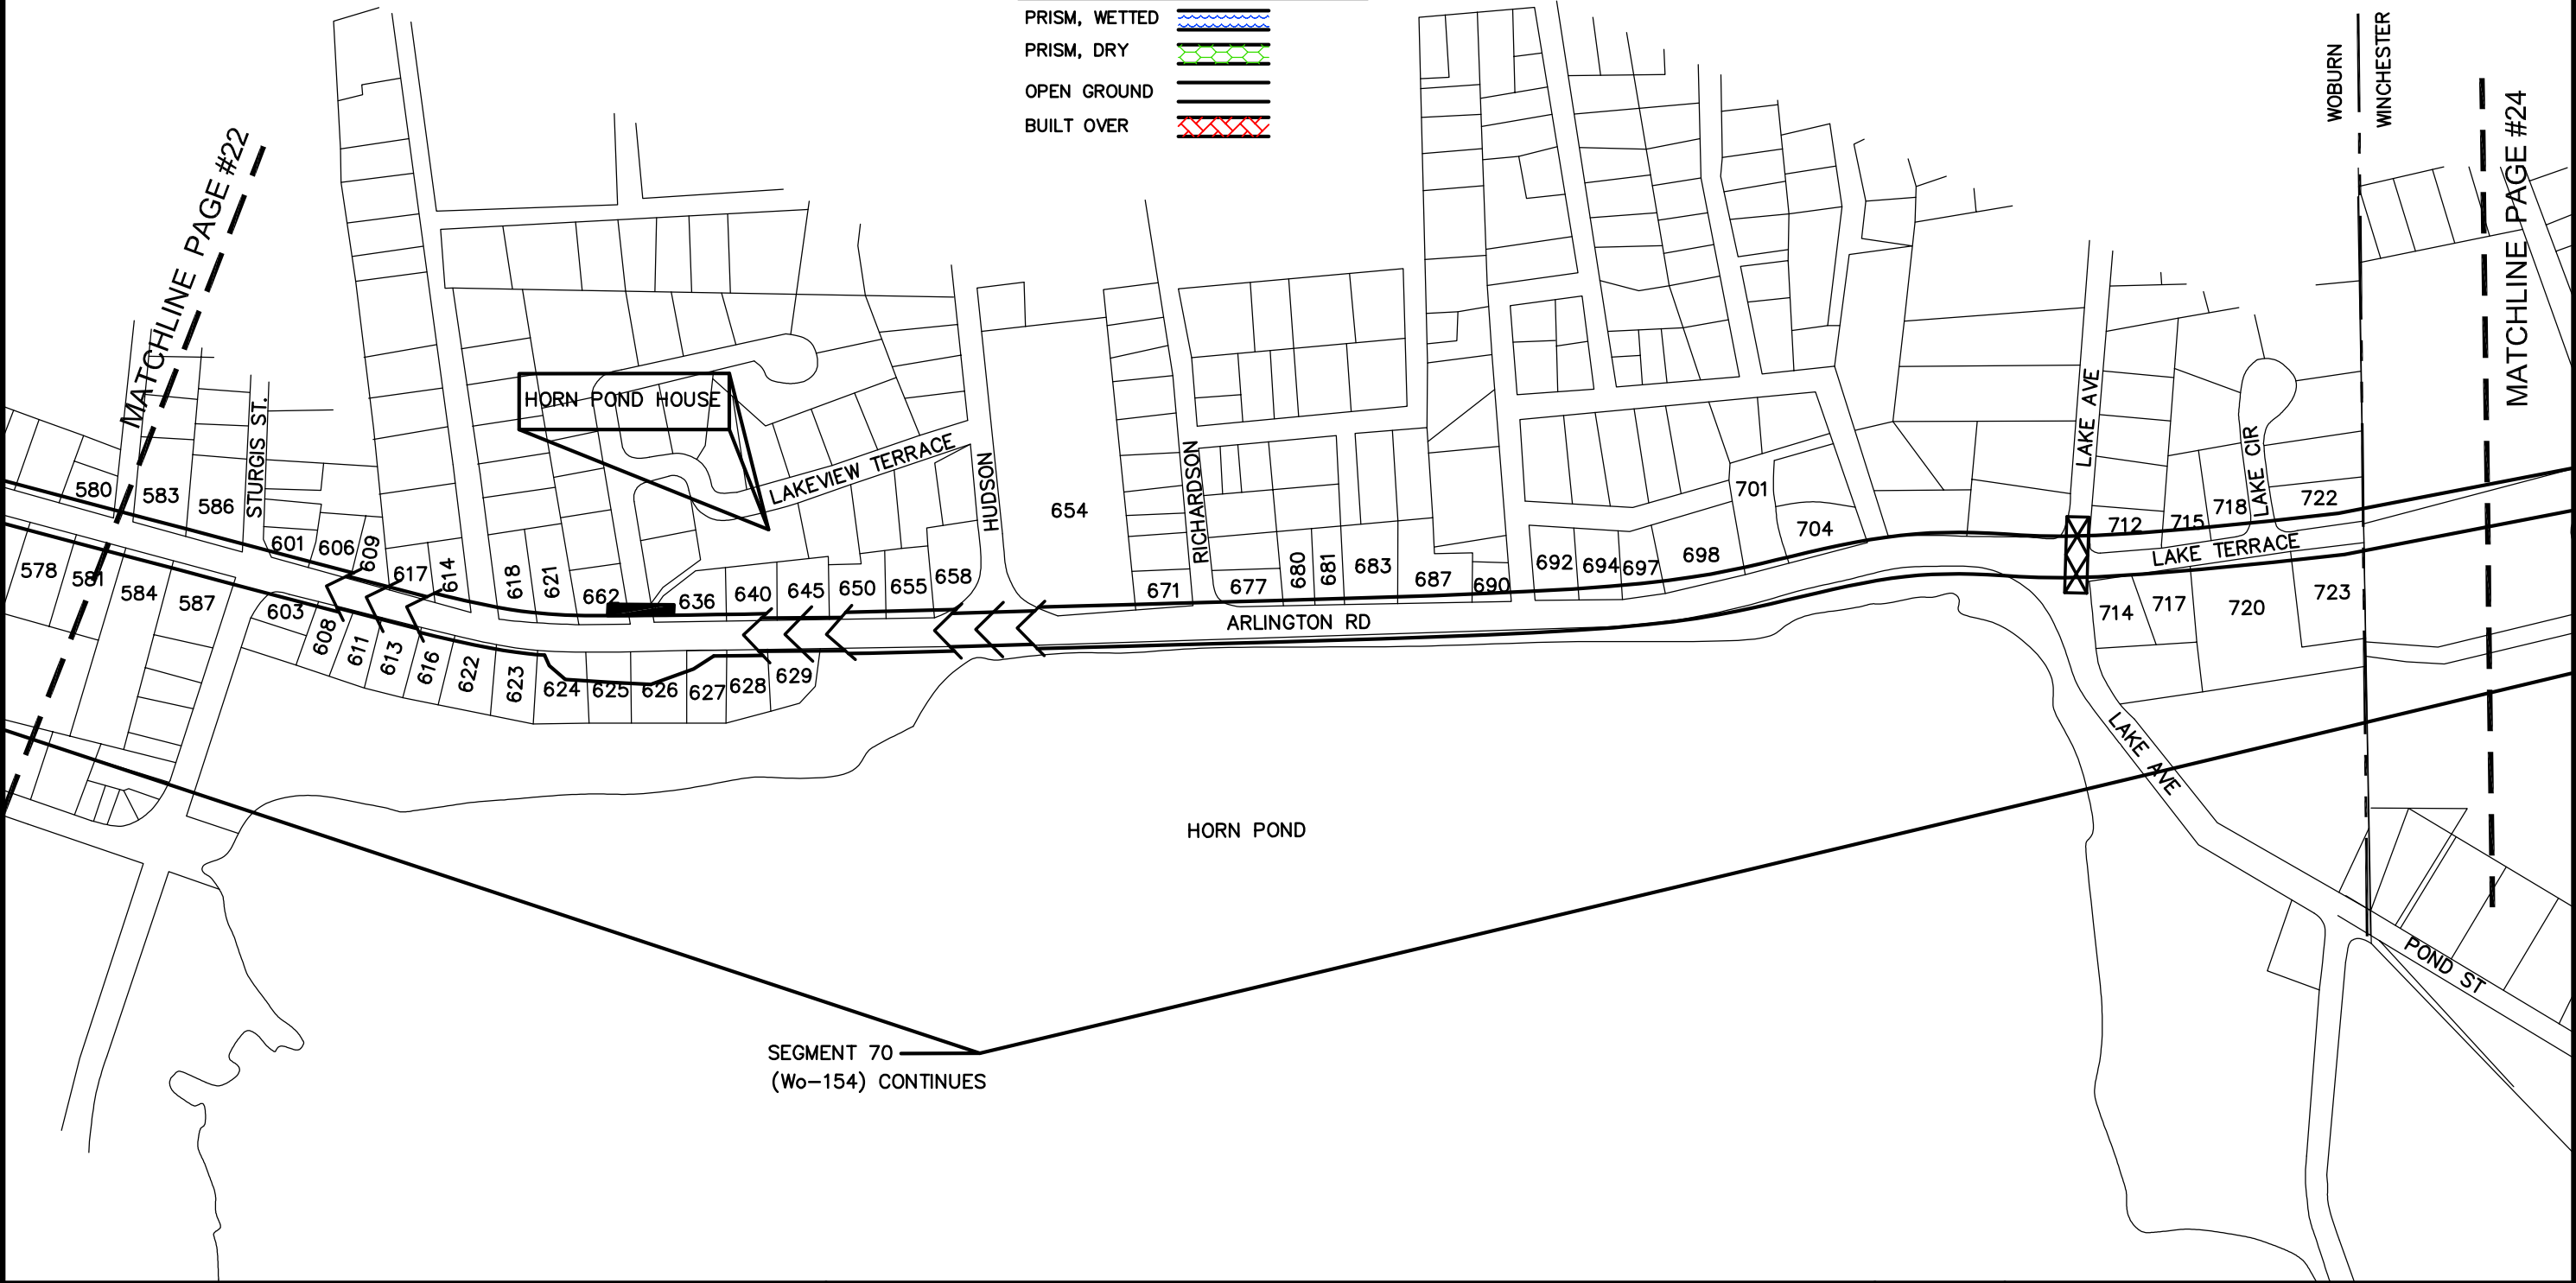 PRISM, WETTED
PRISM, DRY
OPEN GROUND
BUILT OVER
WOBURN
WINCHESTER
MATCHLINE PAGE #22
MATCHLINE PAGE #24
HORN POND HOUSE
STURGIS ST.
LAKEVIEW TERRACE
HUDSON
RICHARDSON
LAKE AVE
LAKE CIR
LAKE TERRACE
ARLINGTON RD
580
583
586
601
606
609
617
614
618
621
662
636
640
645
650
655
658
654
671
677
680
681
683
687
690
692
694
697
698
701
704
712
715
718
722
578
581
584
587
603
608
611
613
616
622
623
624
625
626
627
628
629
714
717
720
723
LAKE AVE
HORN POND
POND ST
SEGMENT 70
(Wo-154) CONTINUES